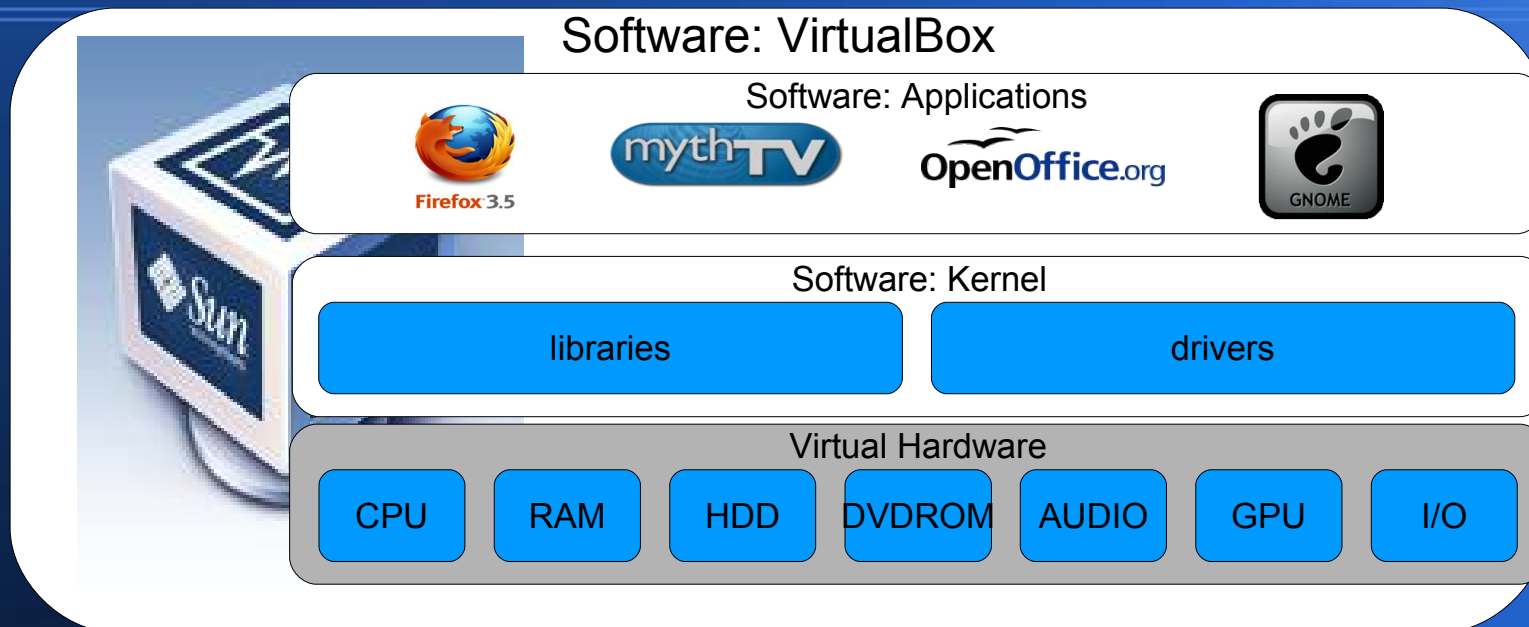 Software: VirtualBox
Software: Applications
Firefox 3.5
mythTV
OpenOffice.org
GNOME
Software: Kernel
Sun
libraries
drivers
Virtual Hardware
CPU
RAM
HDD
DVDROM
AUDIO
GPU
I/O